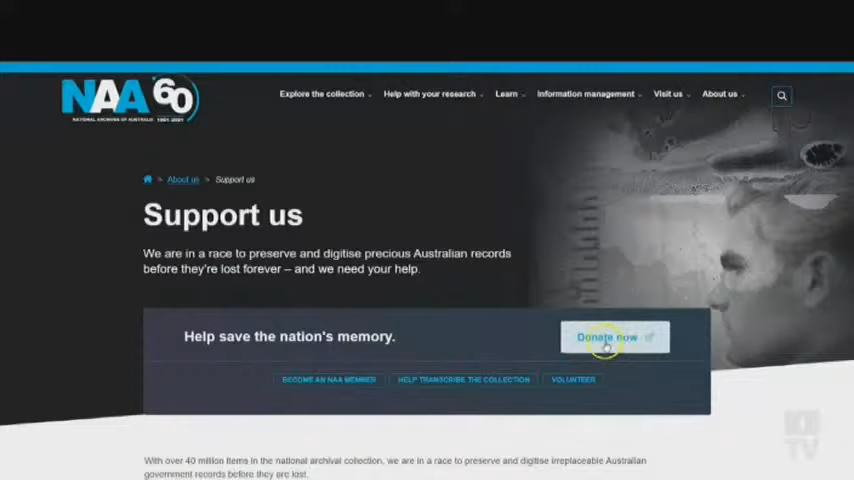 NAA 60
NATIONAL ARCHIVES OF AUSTRALIA 1961-2021
Explore the collection
Help with your research
Learn
Information management
Visit us
About us
> About us > Support us
Support us
We are in a race to preserve and digitise precious Australian records
before they're lost forever – and we need your help.
Help save the nation's memory.
Donate now
BECOME AN NAA MEMBER
HELP TRANSCRIBE THE COLLECTION
VOLUNTEER
With over 40 million items in the national archival collection, we are in a race to preserve and digitise irreplaceable Australian
government records before they are lost.
TV